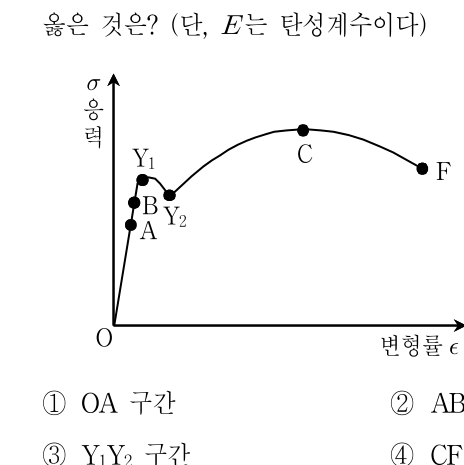 옳은 것은? (단, E는 탄성계수이다)
σ
응
력
Y₁
C
F
B
Y₂
A
O
변형률 ϵ
① OA 구간 ② AB
③ Y₁Y₂ 구간 ④ CF